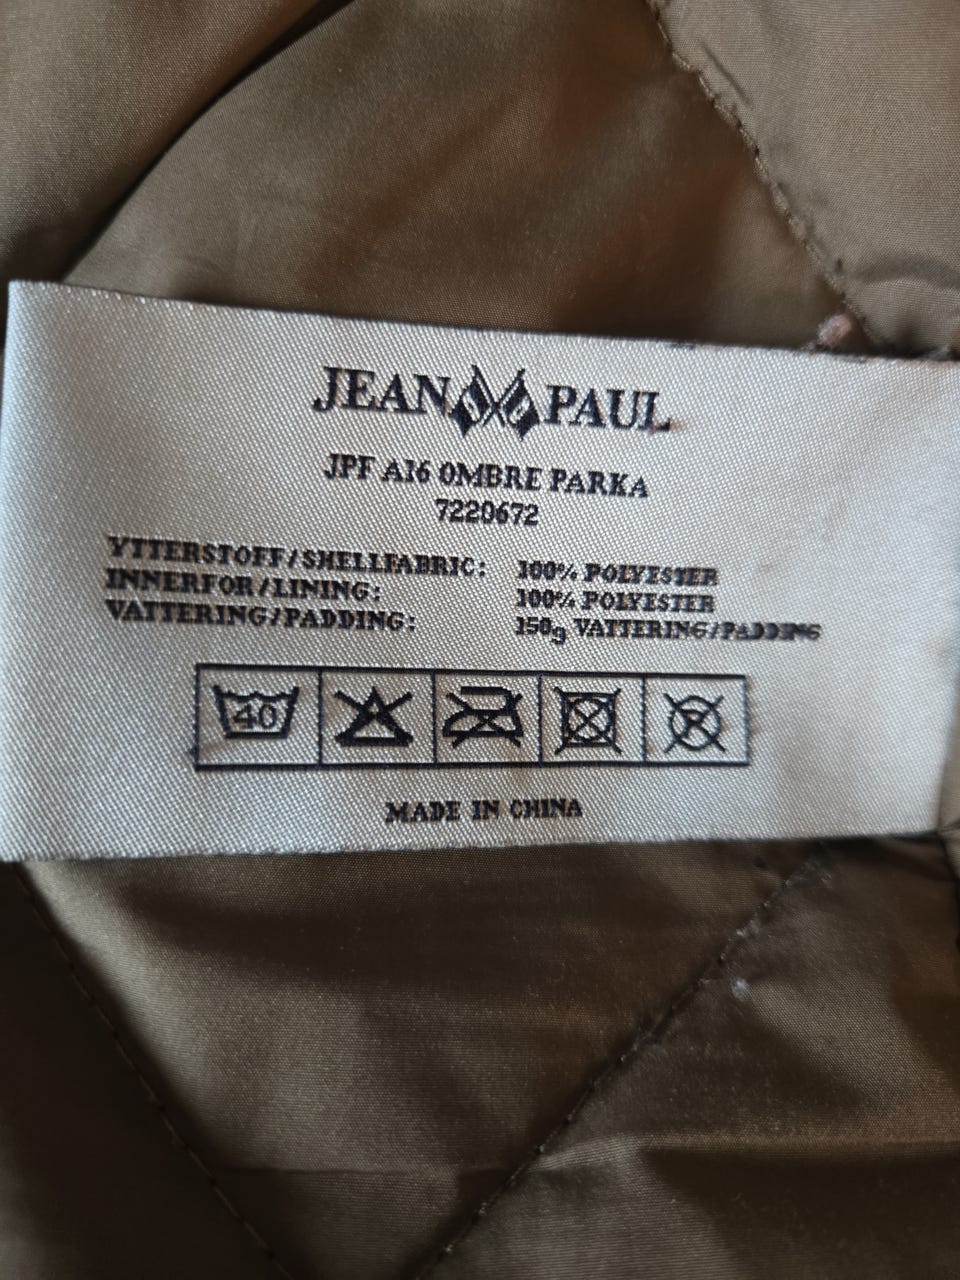 JEAN PAUL
JPF A16 OMBRE PARKA
7220672
YTTERSTOFF/SHELLFABRIC: 100% POLYESTER
INNERFOR/LINING: 100% POLYESTER
VATTERING/PADDING: 150g VATTERING/PADDING
40
MADE IN CHINA